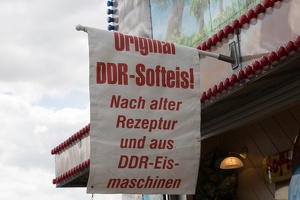 Original
DDR-Softeis!
Nach alter
Rezeptur
und aus
DDR-Eis-
maschinen